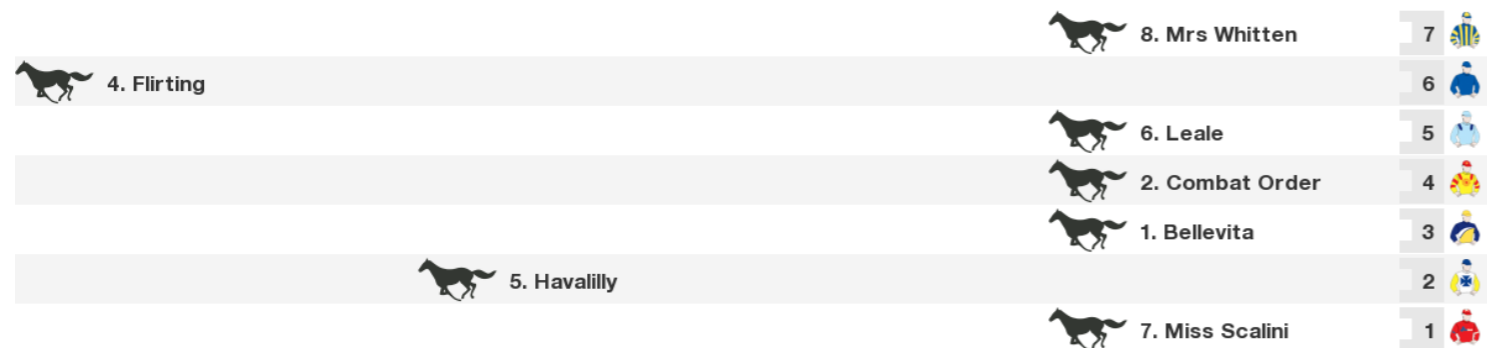 8. Mrs Whitten 7
4. Flirting 6
6. Leale 5
2. Combat Order 4
1. Bellevita 3
5. Havalilly 2
7. Miss Scalini 1